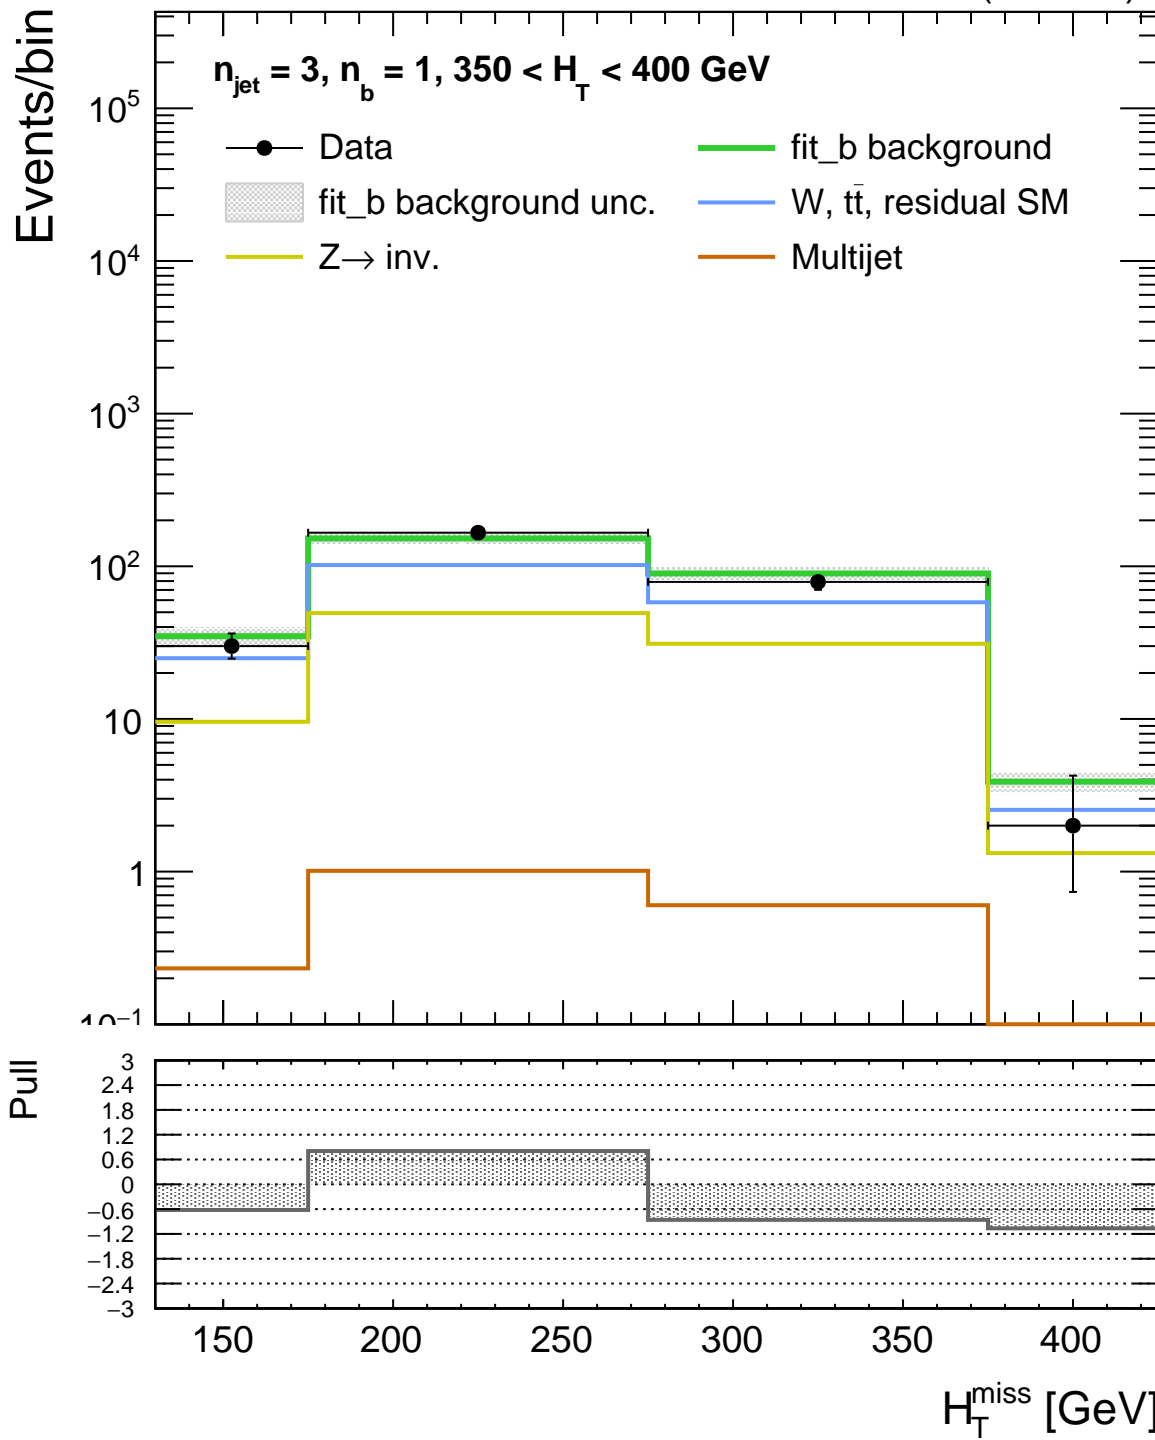 n_jet = 3, n_b = 1, 350 < H_T < 400 GeV
Data
fit_b background
fit_b background unc.
W, tt̄, residual SM
Z→ inv.
Multijet
Events/bin
10^5
10^4
10^3
10^2
10
1
10^−1
Pull
3
2.4
1.8
1.2
0.6
0
−0.6
−1.2
−1.8
−2.4
−3
150 200 250 300 350 400
H_T^miss [GeV]